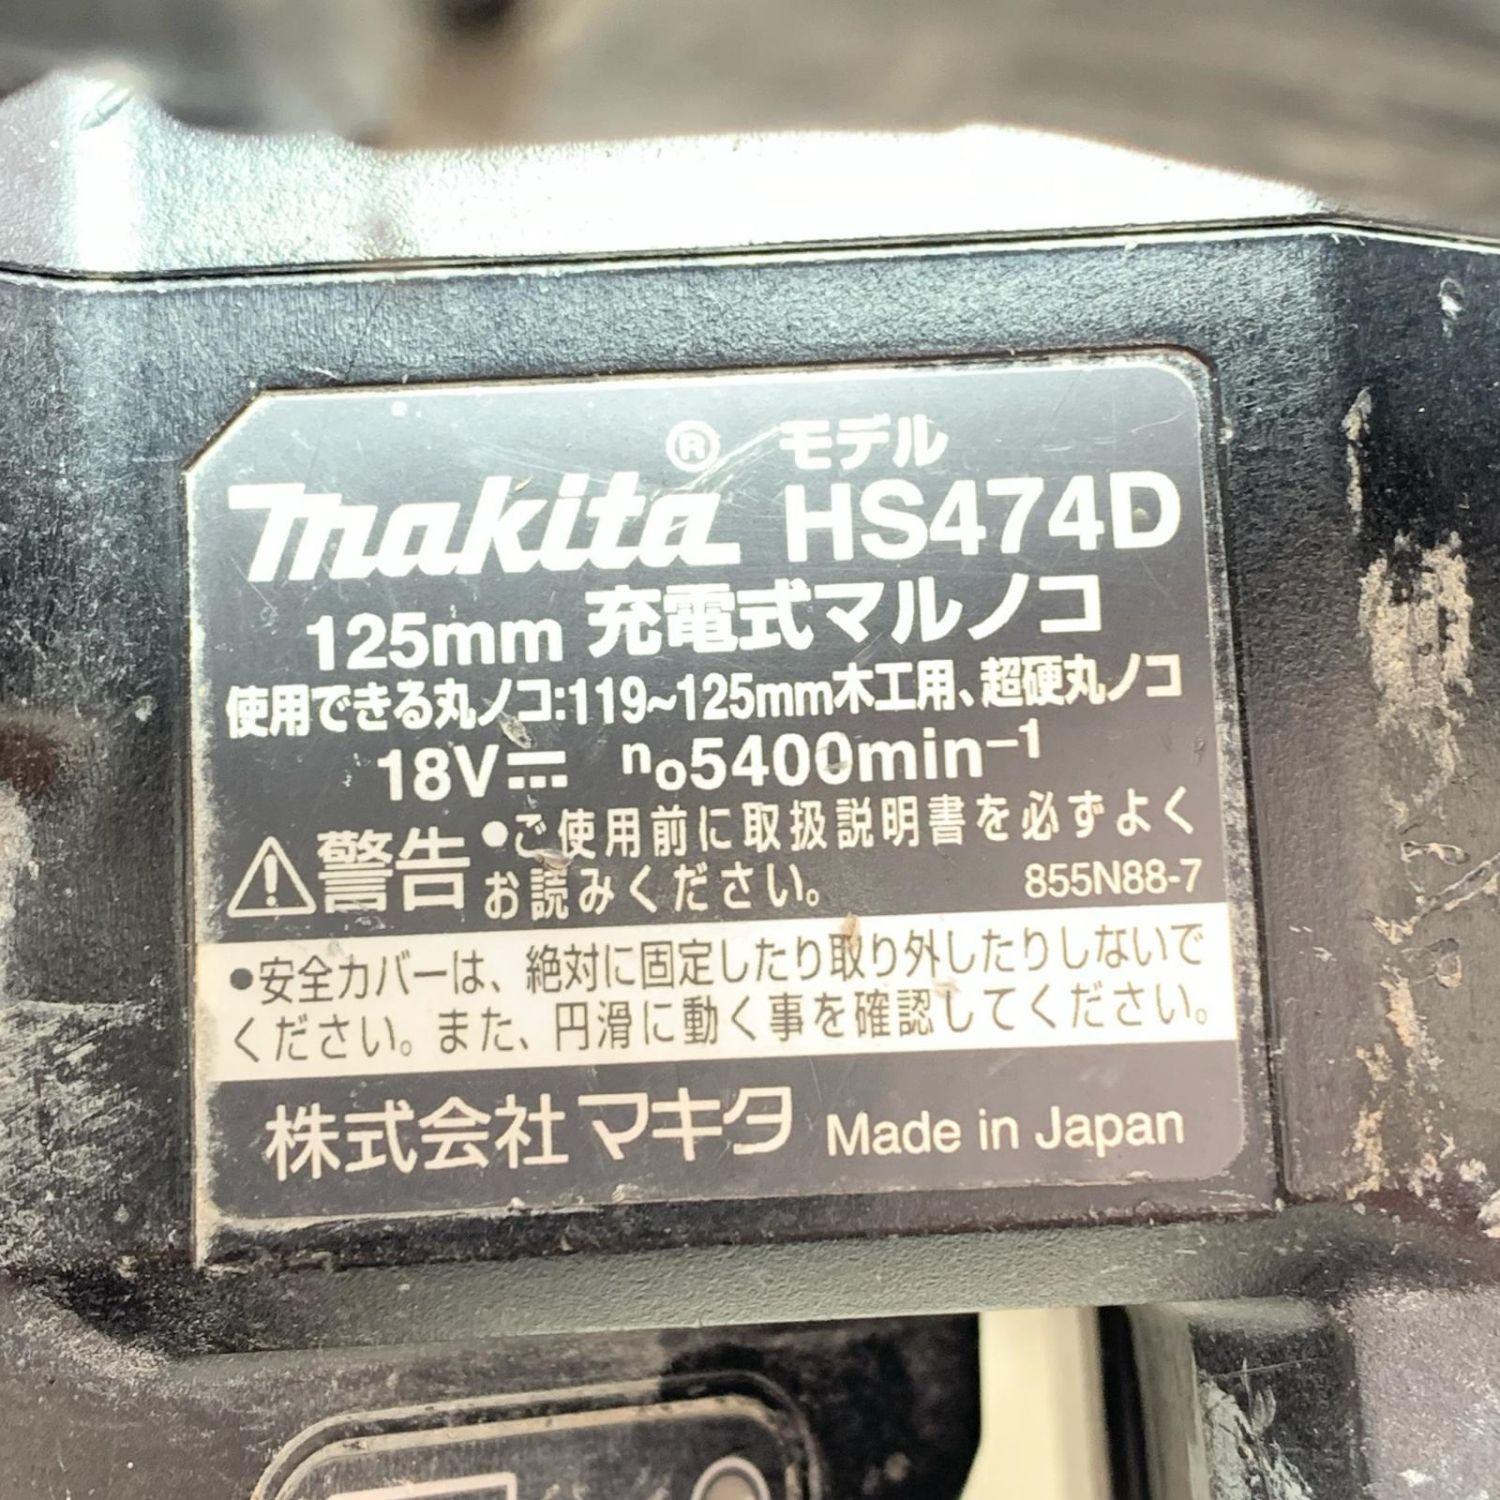 makita® モデル HS474D
125mm 充電式マルノコ
使用できる丸ノコ:119~125mm木工用、超硬丸ノコ
18V⎓ no5400min⁻¹
⚠警告 •ご使用前に取扱説明書を必ずよく
お読みください。 855N88-7
•安全カバーは、絶対に固定したり取り外したりしないで
ください。また、円滑に動く事を確認してください。
株式会社マキタ Made in Japan